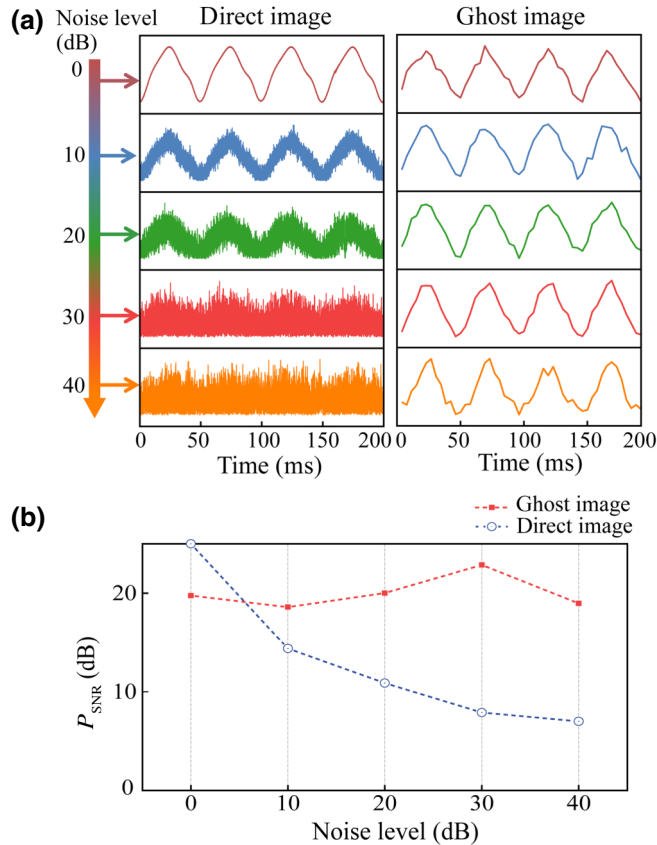 (a)
Noise level
(dB)
Direct image
Ghost image
0
10
20
30
40
0 50 100 150 200
Time (ms)
0 50 100 150 200
Time (ms)
(b)
Ghost image
Direct image
20
10
0
P_SNR (dB)
0 10 20 30 40
Noise level (dB)